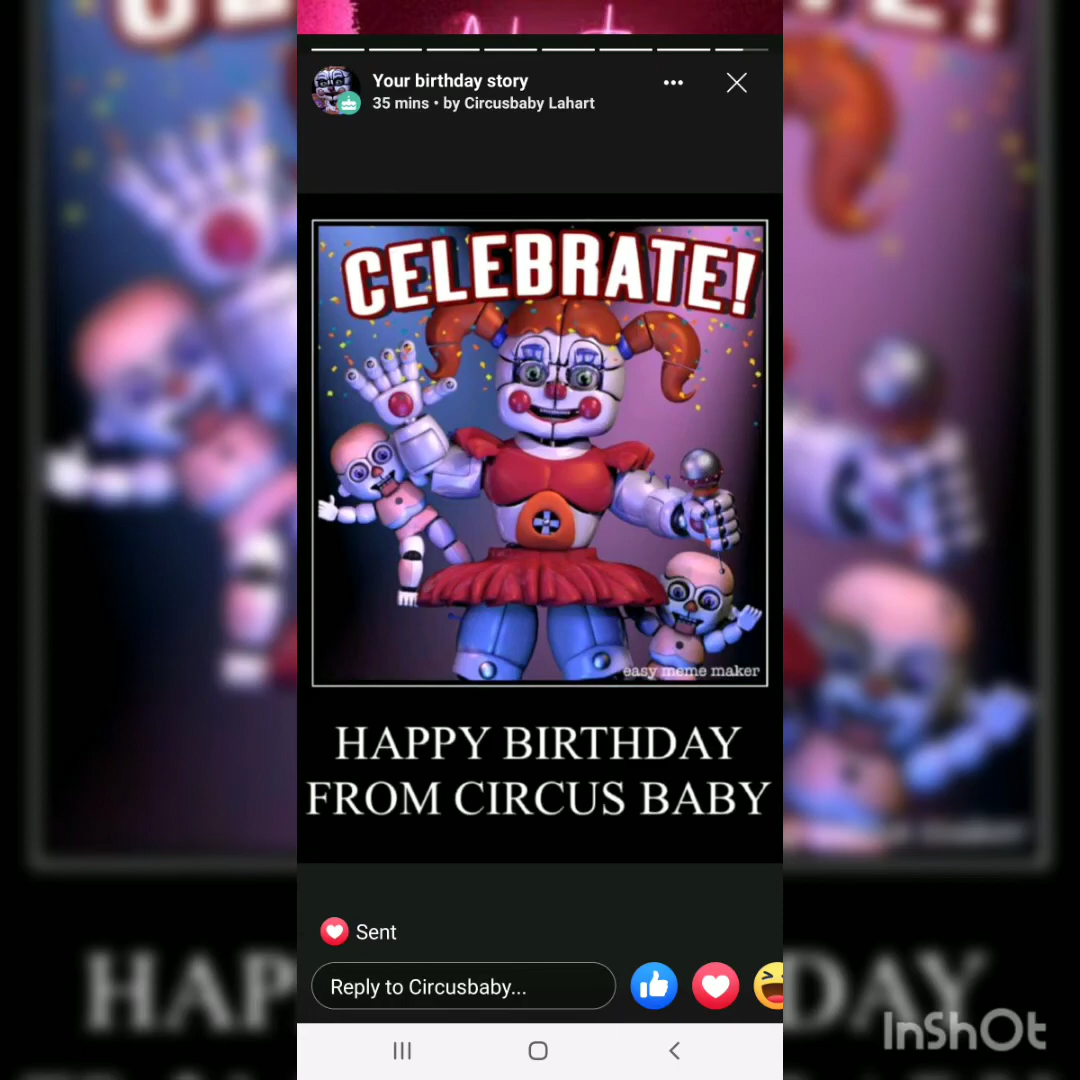 Your birthday story
35 mins • by Circusbaby Lahart
CELEBRATE!
easy meme maker
HAPPY BIRTHDAY
FROM CIRCUS BABY
Sent
Reply to Circusbaby...
InShOt